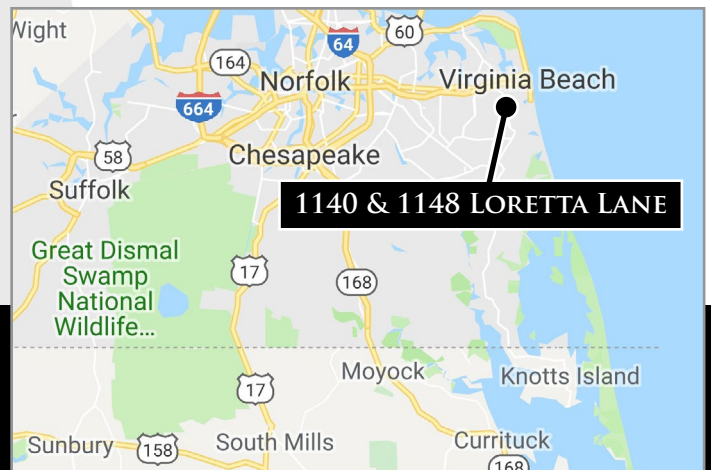 Wight
64
60
164
Norfolk
Virginia Beach
664
58
Chesapeake
Suffolk
1140 & 1148 Loretta Lane
Great Dismal
Swamp
National
Wildlife...
17
168
17
Moyock
Knotts Island
Sunbury
158
South Mills
Currituck
168